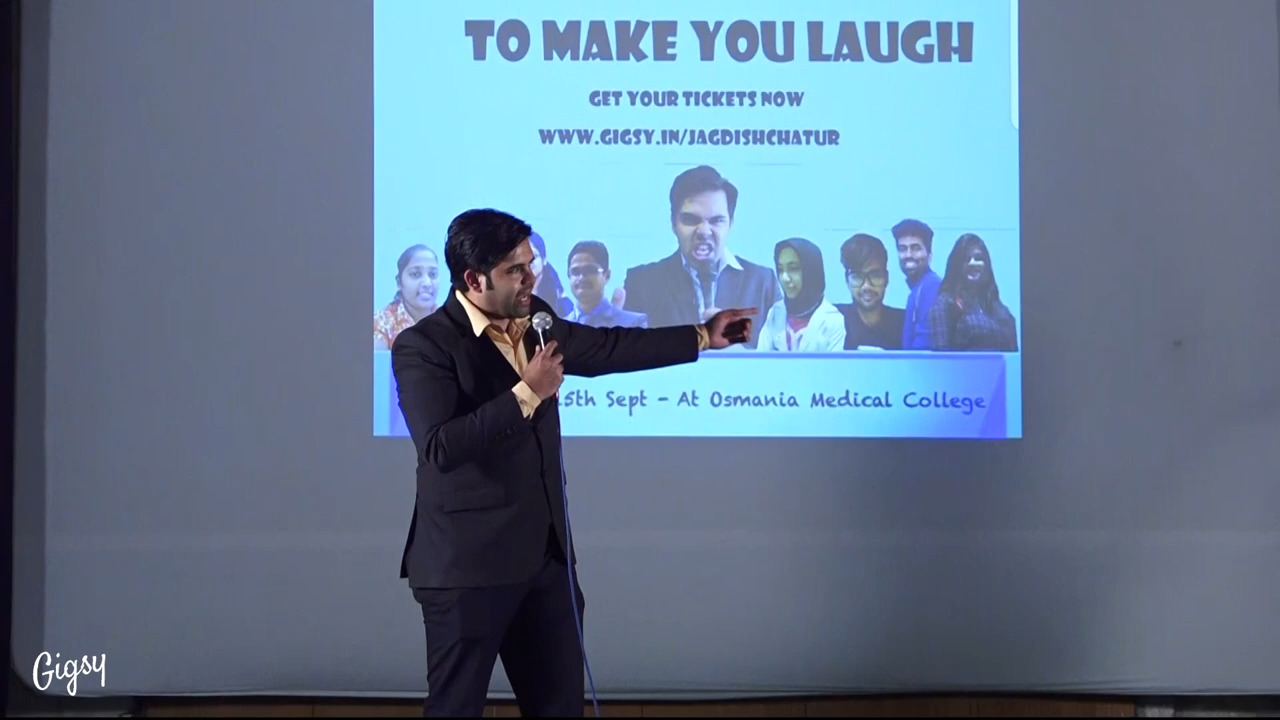 TO MAKE YOU LAUGH
GET YOUR TICKETS NOW
WWW.GIGSY.IN/JAGDISHCHATUR
5th Sept - At Osmania Medical College
Gigsy